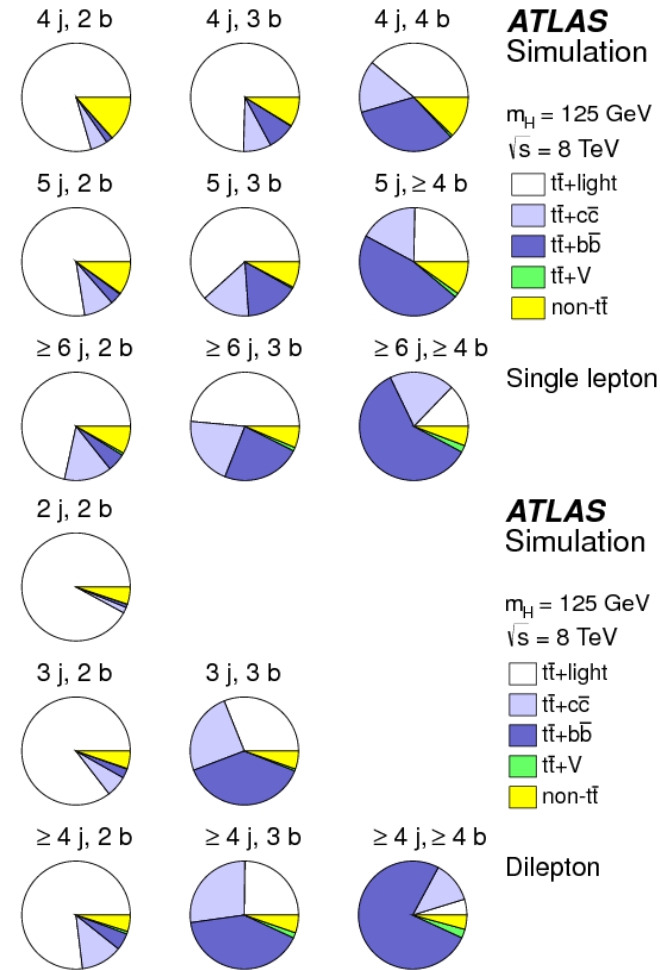 4 j, 2 b
4 j, 3 b
4 j, 4 b
ATLAS
Simulation
m_H = 125 GeV
√s = 8 TeV
tt̄+light
tt̄+cc̄
tt̄+bb̄
tt̄+V
non-tt̄
5 j, 2 b
5 j, 3 b
5 j, ≥ 4 b
≥ 6 j, 2 b
≥ 6 j, 3 b
≥ 6 j, ≥ 4 b
Single lepton
2 j, 2 b
ATLAS
Simulation
m_H = 125 GeV
√s = 8 TeV
tt̄+light
tt̄+cc̄
tt̄+bb̄
tt̄+V
non-tt̄
3 j, 2 b
3 j, 3 b
≥ 4 j, 2 b
≥ 4 j, 3 b
≥ 4 j, ≥ 4 b
Dilepton